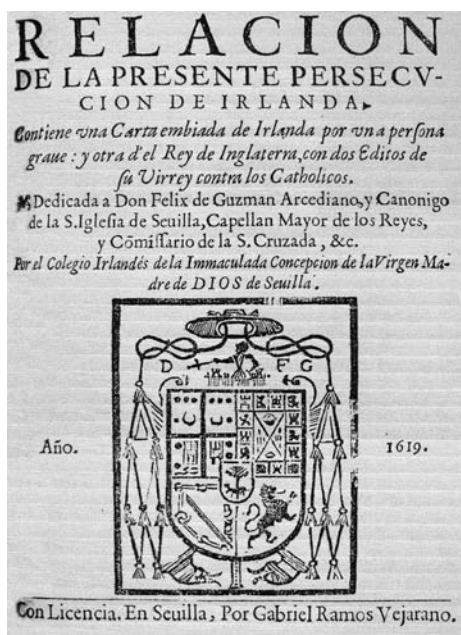 RELACION
DE LA PRESENTE PERSECV-
CION DE IRLANDA,
Contiene vna Carta embiada de Irlanda por vna persona
graue: y otra d'el Rey de Inglaterra, con dos Editos de
su Virrey contra los Catholicos.
Dedicada a Don Felix de Guzman Arcediano, y Canonigo
de la S. Iglesia de Seuilla, Capellan Mayor de los Reyes,
y Cõmissario de la S. Cruzada, &c.
Por el Colegio Irlandés de la Immaculada Concepcion de la Virgen Ma-
dre de DIOS de Seuilla.
D F G
Año. 1619.
Con Licencia. En Seuilla, Por Gabriel Ramos Vejarano.